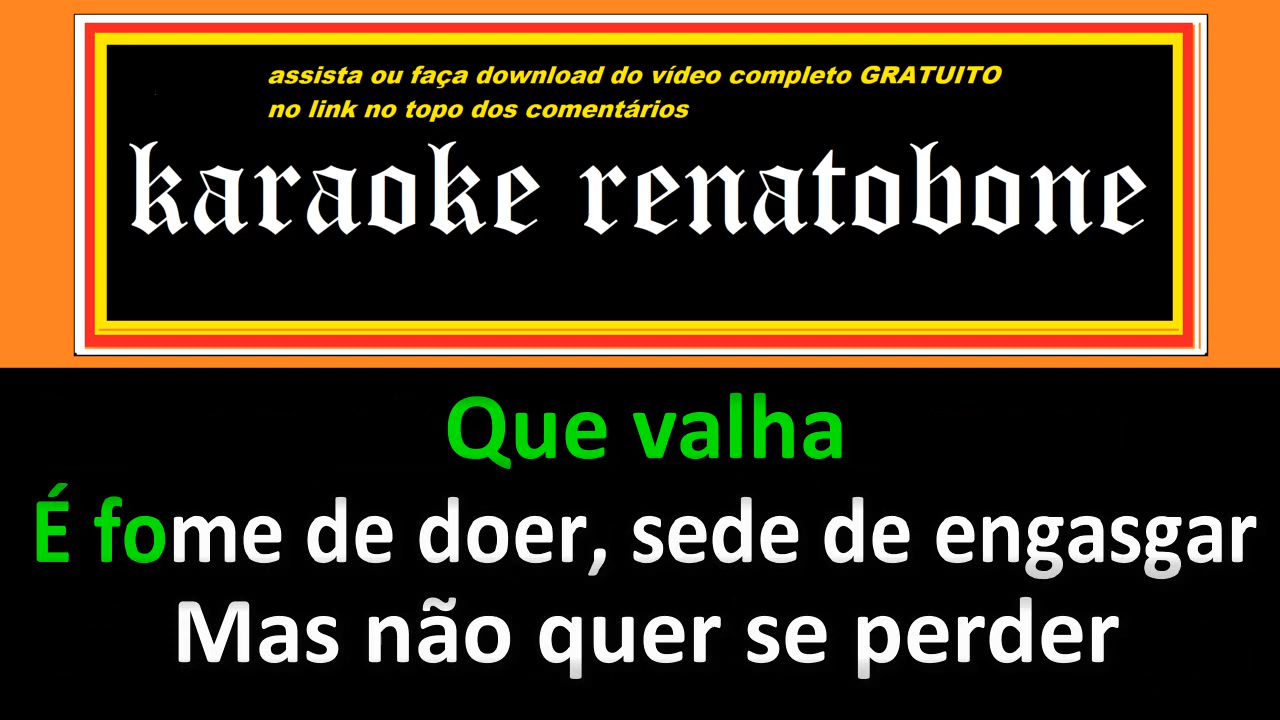 assista ou faça download do vídeo completo GRATUITO
no link no topo dos comentários
karaoke renatobone
Que valha
É fome de doer, sede de engasgar
Mas não quer se perder